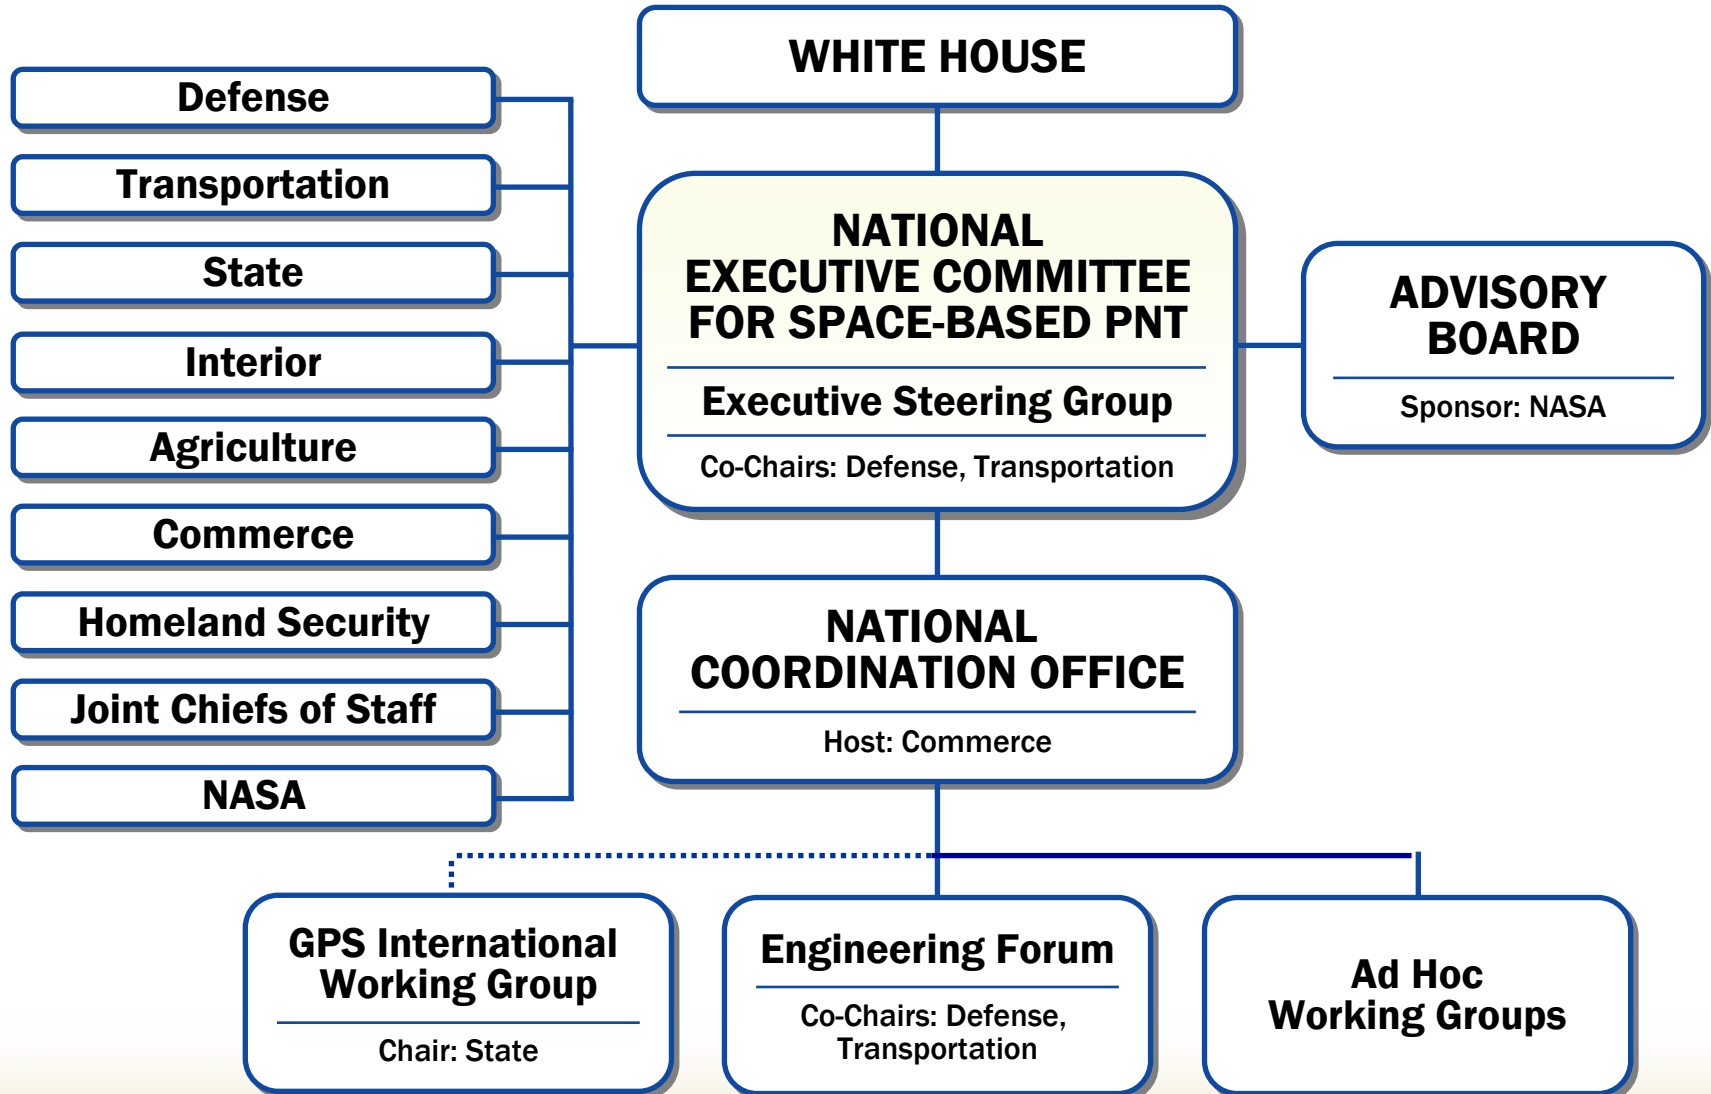 WHITE HOUSE
Defense
Transportation
State
Interior
Agriculture
Commerce
Homeland Security
Joint Chiefs of Staff
NASA
NATIONAL
EXECUTIVE COMMITTEE
FOR SPACE-BASED PNT
Executive Steering Group
Co-Chairs: Defense, Transportation
ADVISORY
BOARD
Sponsor: NASA
NATIONAL
COORDINATION OFFICE
Host: Commerce
GPS International
Working Group
Chair: State
Engineering Forum
Co-Chairs: Defense,
Transportation
Ad Hoc
Working Groups